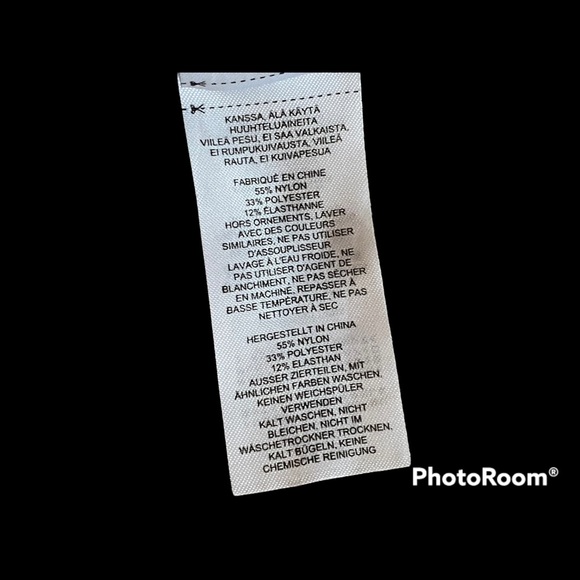 KANSSA, ÄLÄ KÄYTÄ
HUUHTELUAINEITA
VIILEÄ PESU, EI SAA VALKAISTA,
EI RUMPUKUIVAUSTA, VIILEÄ
RAUTA, EI KUIVAPESUA
FABRIQUÉ EN CHINE
55% NYLON
33% POLYESTER
12% ÉLASTHANNE
HORS ORNEMENTS, LAVER
AVEC DES COULEURS
SIMILAIRES, NE PAS UTILISER
D'ASSOUPLISSEUR
LAVAGE À L'EAU FROIDE, NE
PAS UTILISER D'AGENT DE
BLANCHIMENT, NE PAS SÉCHER
EN MACHINE, REPASSER À
BASSE TEMPÉRATURE, NE PAS
NETTOYER À SEC
HERGESTELLT IN CHINA
55% NYLON
33% POLYESTER
12% ELASTHAN
AUSSER ZIERTEILEN, MIT
ÄHNLICHEN FARBEN WASCHEN,
KEINEN WEICHSPÜLER
VERWENDEN
KALT WASCHEN, NICHT
BLEICHEN, NICHT IM
WÄSCHETROCKNER TROCKNEN,
KALT BÜGELN, KEINE
CHEMISCHE REINIGUNG
PhotoRoom®